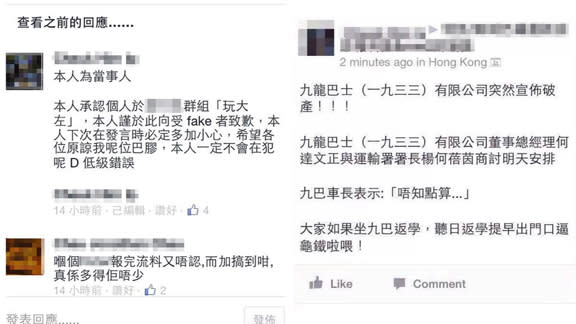 查看之前的回應......
本人為當事人
本人承認個人於
群組「玩大
左」，本人謹於此向受 fake 者致歉，本
人下次在發言時必定多加小心，希望各
位原諒我呢位巴膠，本人一定不會在犯
呢 D 低級錯誤
14 小時前．已編輯．讚好．
4
嗰個
報完流料又唔認,而加搞到咁,
真係多得佢唔少
14 小時前．讚好．
2
發表回應......
發佈
2 minutes ago in Hong Kong
九龍巴士（一九三三）有限公司突然宣佈破
產！！！
九龍巴士（一九三三）有限公司董事總經理何
達文正與運輸署署長楊何蓓茵商討明天安排
九巴車長表示:「唔知點算...」
大家如果坐九巴返學，聽日返學提早出門口逼
龜鐵啦喂！
Like
Comment